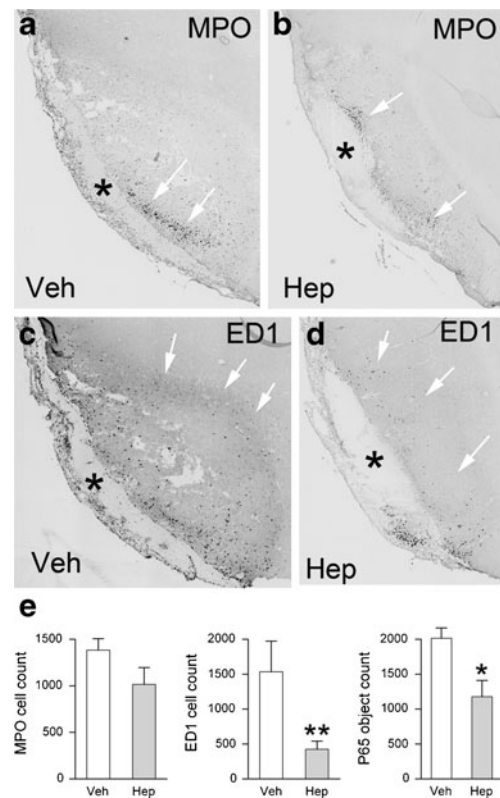 a MPO
b MPO
*
*
Veh
Hep
c ED1
d ED1
*
*
Veh
Hep
e
1500
1000
500
0
MPO cell count
Veh Hep
2000
1500
1000
500
0
ED1 cell count
**
Veh Hep
2000
1500
1000
500
0
P65 object count
*
Veh Hep